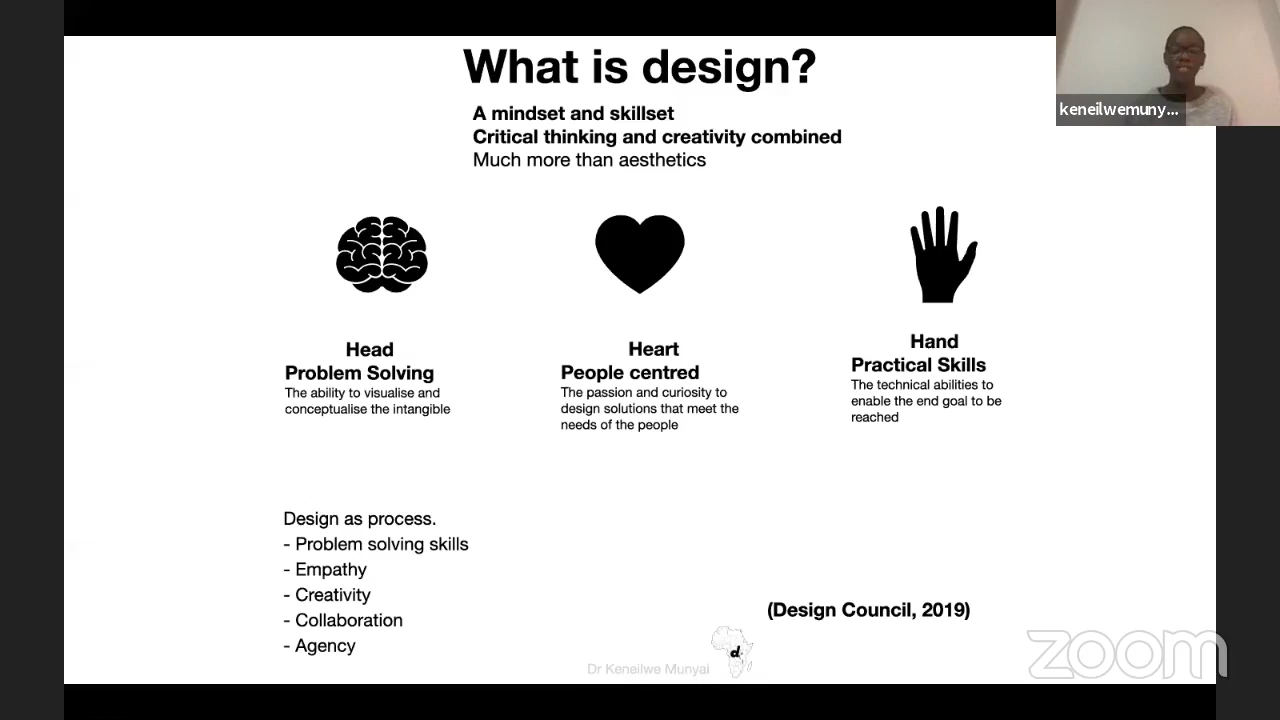 What is design?
A mindset and skillset
Critical thinking and creativity combined
Much more than aesthetics
keneilwemuny...
Head
Problem Solving
The ability to visualise and
conceptualise the intangible
Heart
People centred
The passion and curiosity to
design solutions that meet the
needs of the people
Hand
Practical Skills
The technical abilities to
enable the end goal to be
reached
Design as process.
- Problem solving skills
- Empathy
- Creativity
- Collaboration
- Agency
(Design Council, 2019)
Dr Keneilwe Munyai
d.
zoom